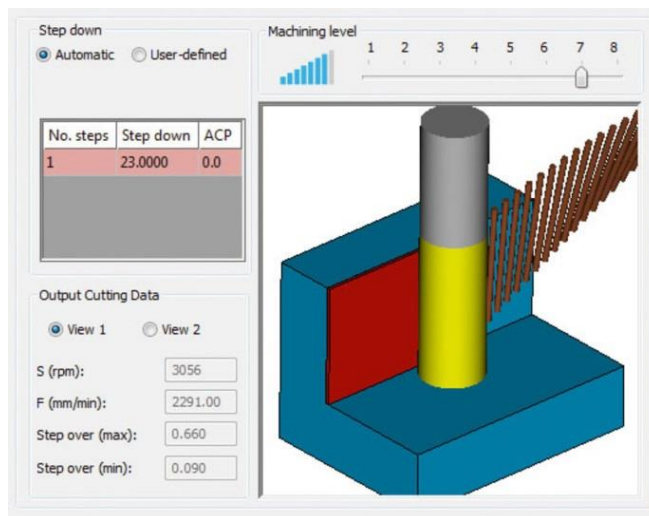 Step down
Automatic User-defined
No. steps Step down ACP
1 23.0000 0.0
Output Cutting Data
View 1 View 2
S (rpm): 3056
F (mm/min): 2291.00
Step over (max): 0.660
Step over (min): 0.090
Machining level
1 2 3 4 5 6 7 8